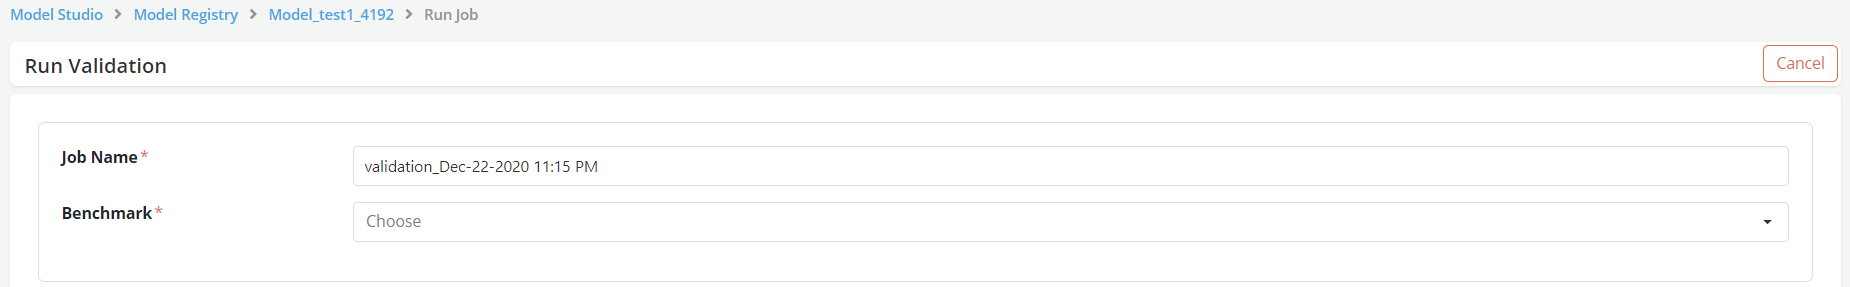 Model Studio > Model Registry > Model_test1_4192 > Run Job
Run Validation
Cancel
Job Name*
validation_Dec-22-2020 11:15 PM
Benchmark*
Choose